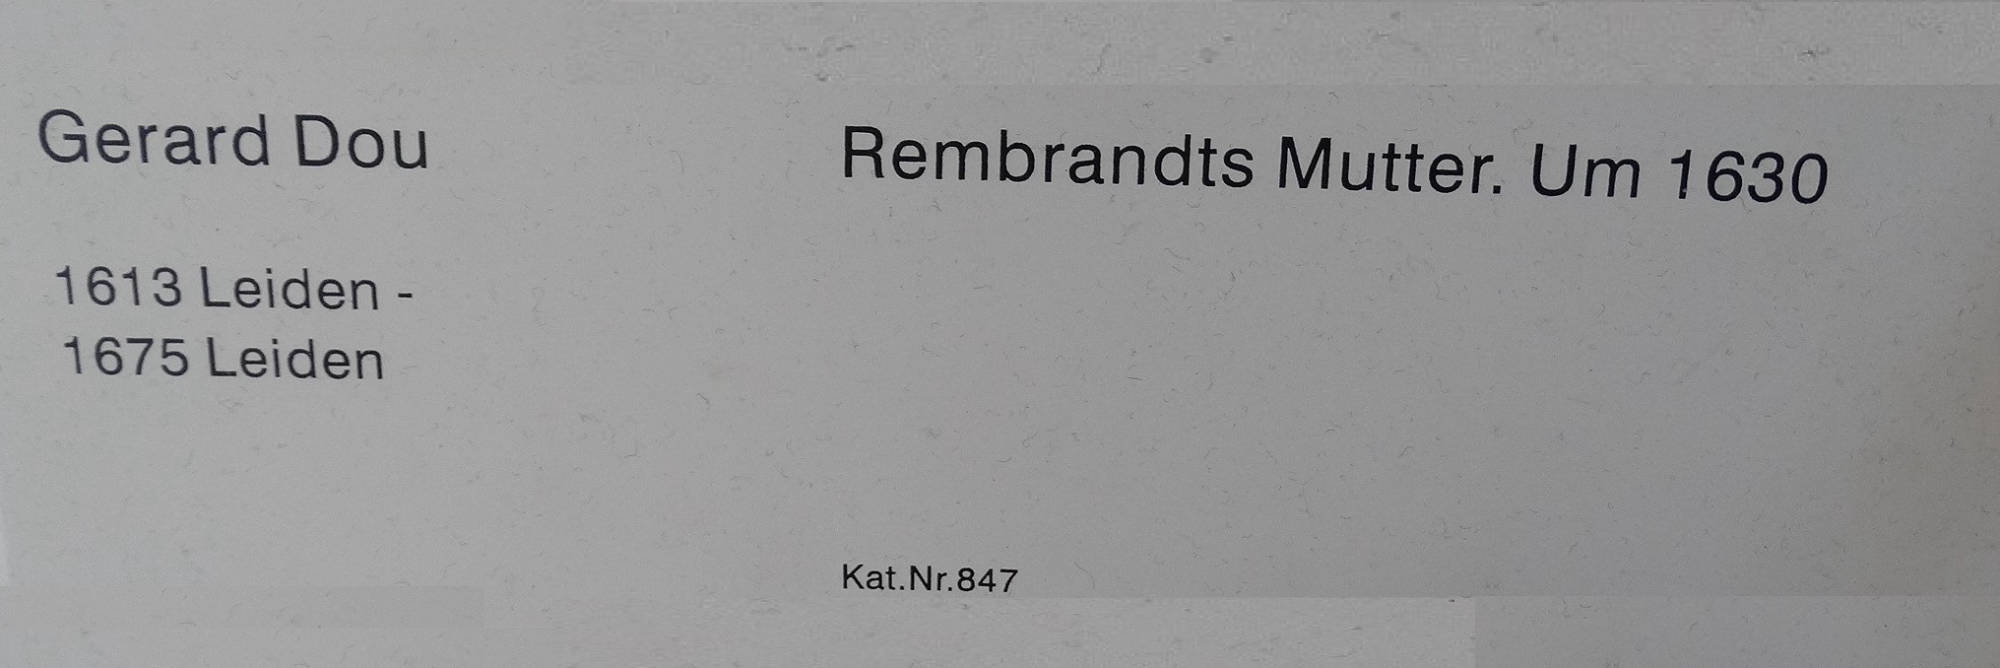 Gerard Dou
1613 Leiden -
1675 Leiden
Rembrandts Mutter. Um 1630
Kat.Nr.847